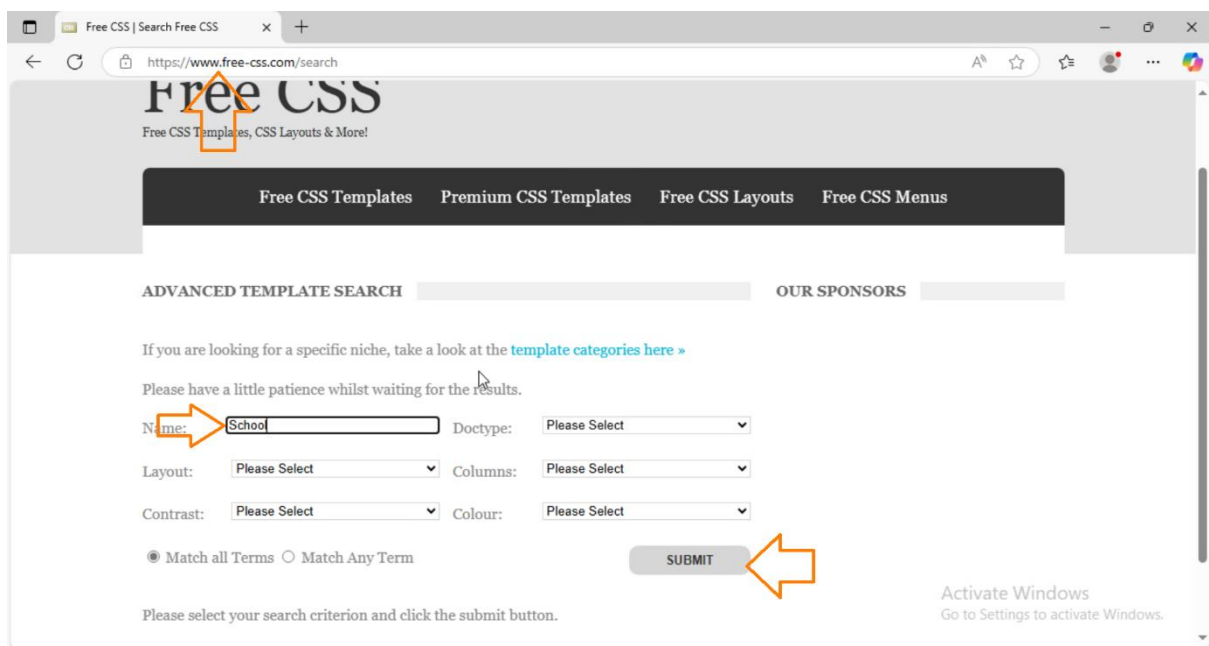 Free CSS | Search Free CSS
https://www.free-css.com/search
Free CSS
Free CSS Templates, CSS Layouts & More!
Free CSS Templates Premium CSS Templates Free CSS Layouts Free CSS Menus
ADVANCED TEMPLATE SEARCH OUR SPONSORS
If you are looking for a specific niche, take a look at the template categories here »
Please have a little patience whilst waiting for the results.
Name: School Doctype: Please Select
Layout: Please Select Columns: Please Select
Contrast: Please Select Colour: Please Select
Match all Terms Match Any Term SUBMIT
Activate Windows
Please select your search criterion and click the submit button. Go to Settings to activate Windows.